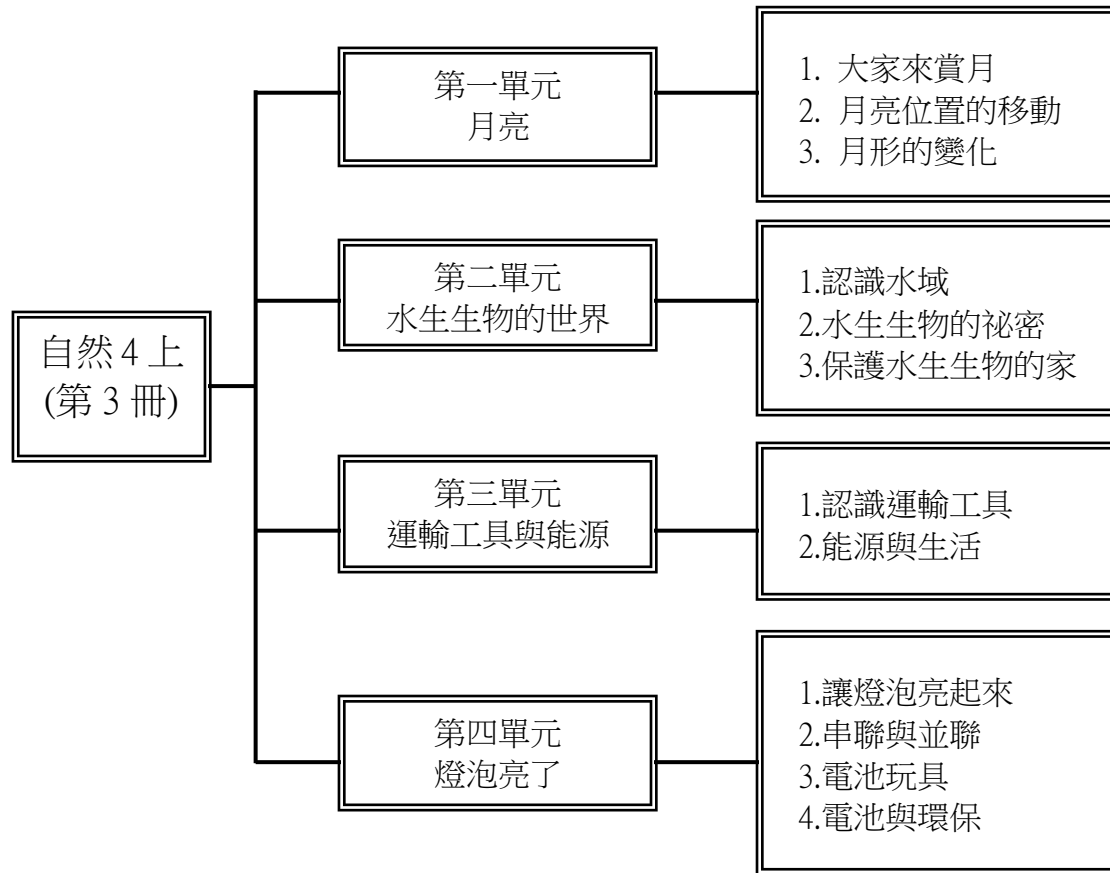 自然 4 上
(第 3 冊)
第一單元
月亮
1. 大家來賞月
2. 月亮位置的移動
3. 月形的變化
第二單元
水生生物的世界
1.認識水域
2.水生生物的祕密
3.保護水生生物的家
第三單元
運輸工具與能源
1.認識運輸工具
2.能源與生活
第四單元
燈泡亮了
1.讓燈泡亮起來
2.串聯與並聯
3.電池玩具
4.電池與環保